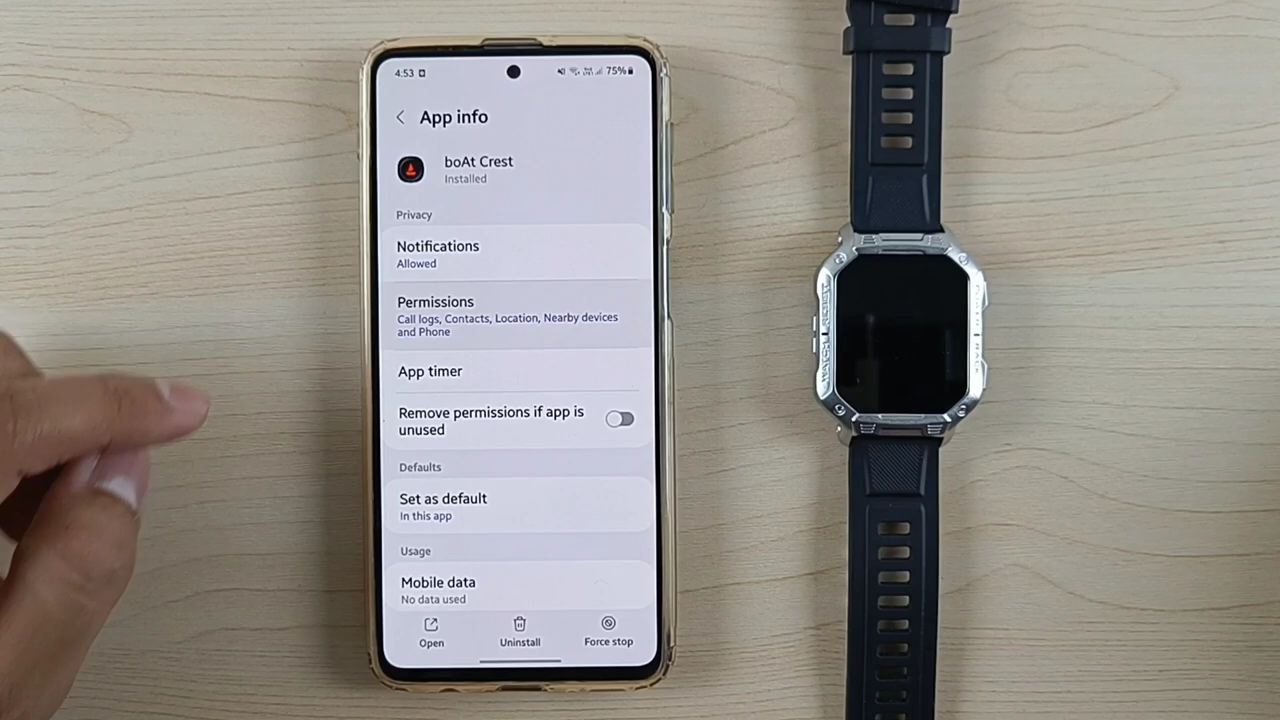 4:53
75%
App info
boAt Crest
Installed
Privacy
Notifications
Allowed
Permissions
Call logs, Contacts, Location, Nearby devices
and Phone
App timer
Remove permissions if app is
unused
Defaults
Set as default
In this app
Usage
Mobile data
No data used
Open
Uninstall
Force stop